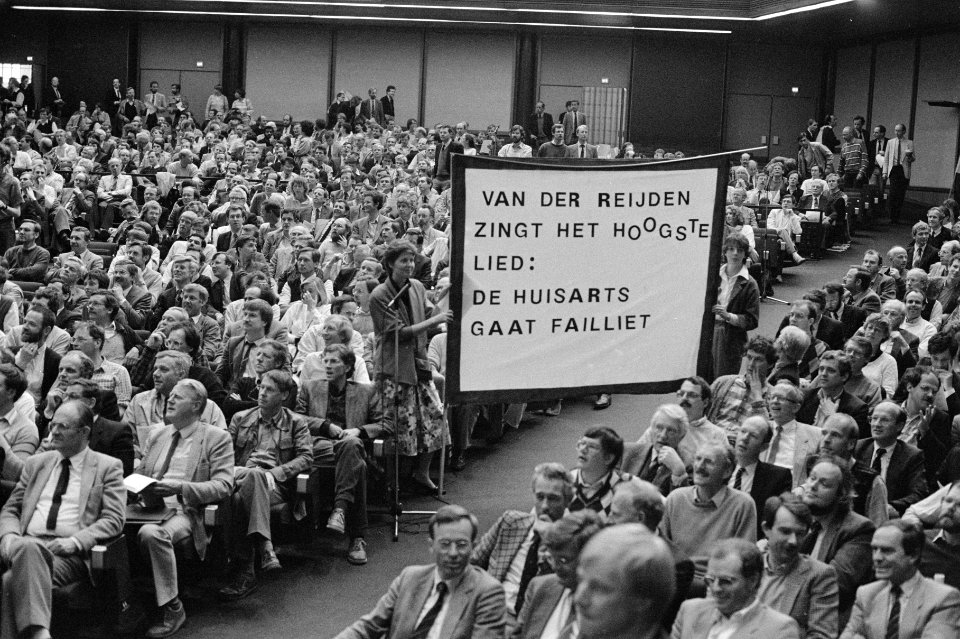 VAN DER REIJDEN
ZINGT HET HOOGSTE
LIED:
DE HUISARTS
GAAT FAILLIET